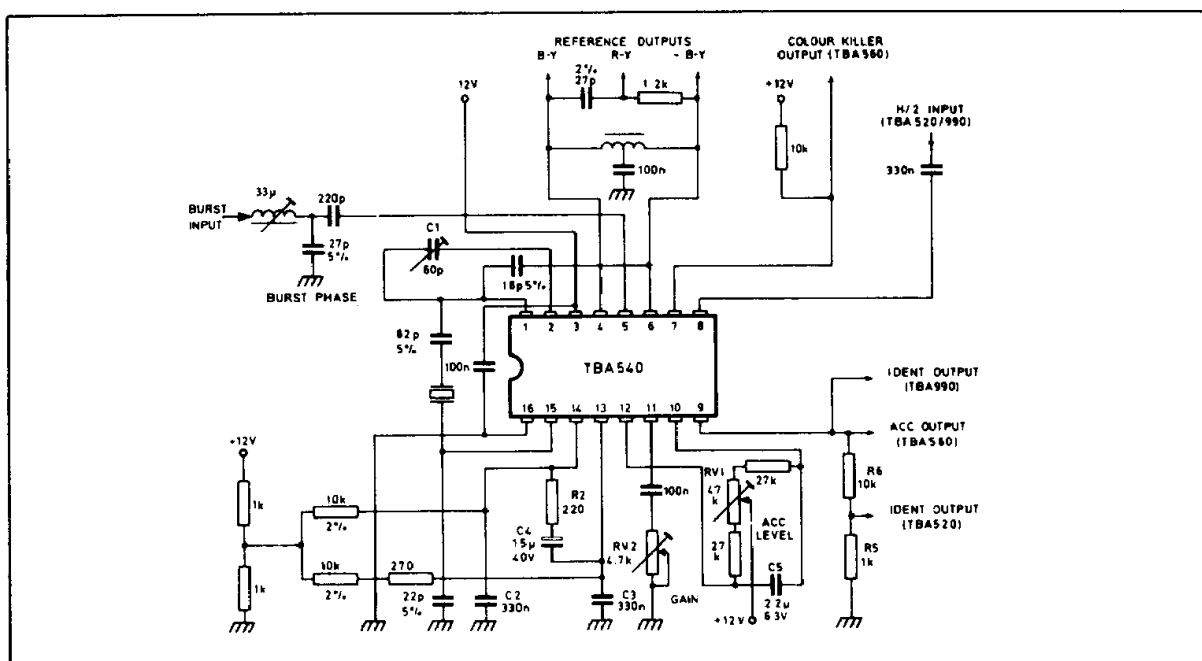 REFERENCE OUTPUTS
B-Y R-Y - B-Y
COLOUR KILLER
OUTPUT (TBA560)
2%
27p
1.2k
12V
+12V
H/2 INPUT
(TBA520/990)
10k
330n
100n
33µ
220p
BURST
INPUT
27p
5%
BURST PHASE
C1
60p
18p 5%
1 2 3 4 5 6 7 8
82p
5%
100n
TBA540
16 15 14 13 12 11 10 9
IDENT OUTPUT
(TBA990)
ACC OUTPUT
(TBA560)
+12V
1k
10k
2%
R2
220
100n
RV1
47
k
27k
R6
10k
ACC
LEVEL
IDENT OUTPUT
(TBA520)
C4
15µ
40V
RV2
4.7k
27
k
C5
R5
1k
1k
10k
2%
270
22p
5%
C2
330n
C3
330n
GAIN
2.2µ
63V
+12V